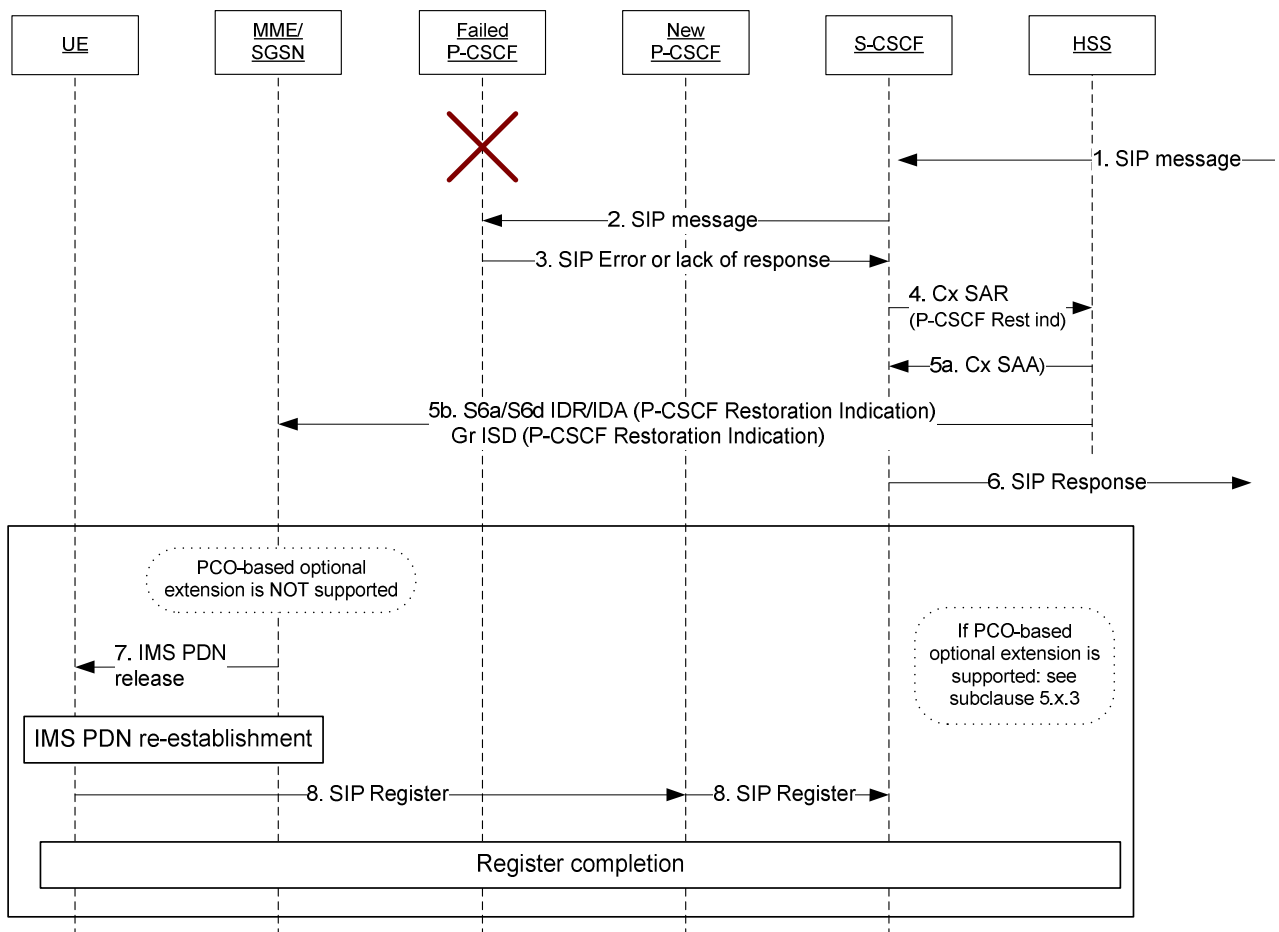 UE
MME/
SGSN
Failed
P-CSCF
New
P-CSCF
S-CSCF
HSS
1. SIP message
2. SIP message
3. SIP Error or lack of response
4. Cx SAR
(P-CSCF Rest ind)
5a. Cx SAA)
5b. S6a/S6d IDR/IDA (P-CSCF Restoration Indication)
Gr ISD (P-CSCF Restoration Indication)
6. SIP Response
PCO-based optional
extension is NOT supported
If PCO-based
optional extension is
supported: see
subclause 5.x.3
7. IMS PDN
release
IMS PDN re-establishment
8. SIP Register
8. SIP Register
Register completion